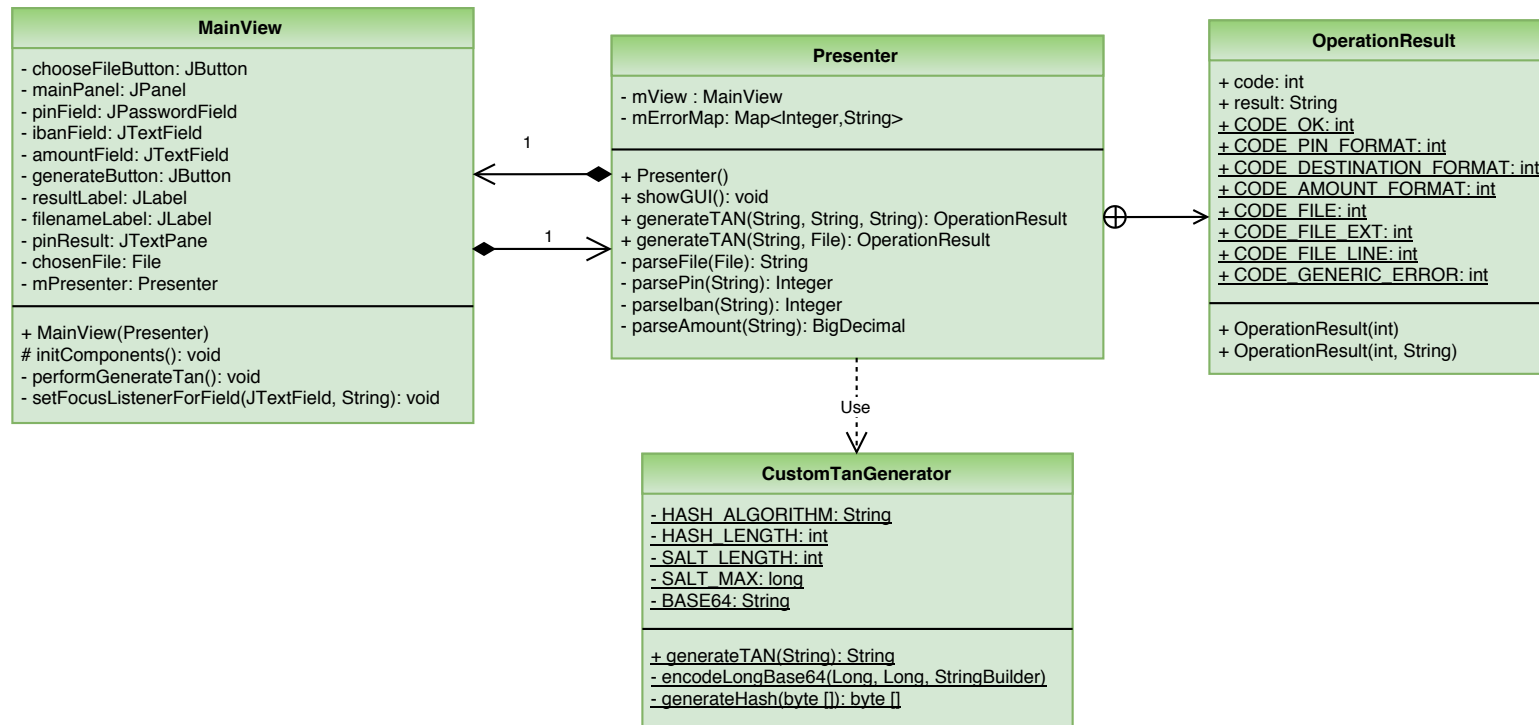 MainView
- chooseFileButton: JButton
- mainPanel: JPanel
- pinField: JPasswordField
- ibanField: JTextField
- amountField: JTextField
- generateButton: JButton
- resultLabel: JLabel
- filenameLabel: JLabel
- pinResult: JTextPane
- chosenFile: File
- mPresenter: Presenter
+ MainView(Presenter)
# initComponents(): void
- performGenerateTan(): void
- setFocusListenerForField(JTextField, String): void
1
1
Presenter
- mView : MainView
- mErrorMap: Map<Integer,String>
+ Presenter()
+ showGUI(): void
+ generateTAN(String, String, String): OperationResult
+ generateTAN(String, File): OperationResult
- parseFile(File): String
- parsePin(String): Integer
- parseIban(String): Integer
- parseAmount(String): BigDecimal
OperationResult
+ code: int
+ result: String
+ CODE_OK: int
+ CODE_PIN_FORMAT: int
+ CODE_DESTINATION_FORMAT: int
+ CODE_AMOUNT_FORMAT: int
+ CODE_FILE: int
+ CODE_FILE_EXT: int
+ CODE_FILE_LINE: int
+ CODE_GENERIC_ERROR: int
+ OperationResult(int)
+ OperationResult(int, String)
Use
CustomTanGenerator
- HASH_ALGORITHM: String
- HASH_LENGTH: int
- SALT_LENGTH: int
- SALT_MAX: long
- BASE64: String
+ generateTAN(String): String
- encodeLongBase64(Long, Long, StringBuilder)
- generateHash(byte []): byte []